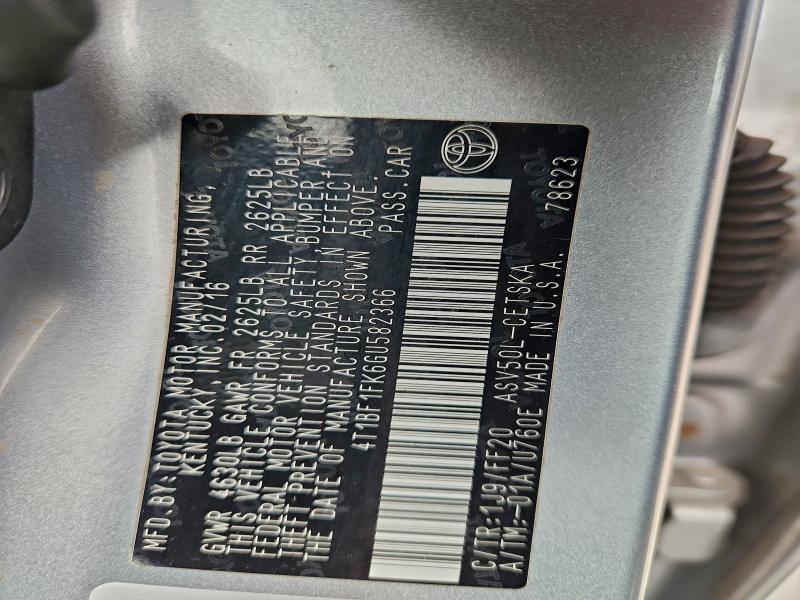 MFD.BY:TOYOTA MOTOR MANUFACTURING,
KENTUCKY, INC. 02/16
GVWR 4630LB GAWR FR 2625LB RR 2625LB
THIS VEHICLE CONFORMS TO ALL APPLICABLE
FEDERAL MOTOR VEHICLE SAFETY, BUMPER AND
THEFT PREVENTION STANDARDS IN EFFECT ON
THE DATE OF MANUFACTURE SHOWN ABOVE.
4T1BF1FK6GU582366 PASS.CAR
C/TR:1J9/FF20 ASV50L-CETSKA
A/TM:-01A/U760E MADE IN U.S.A. 78623